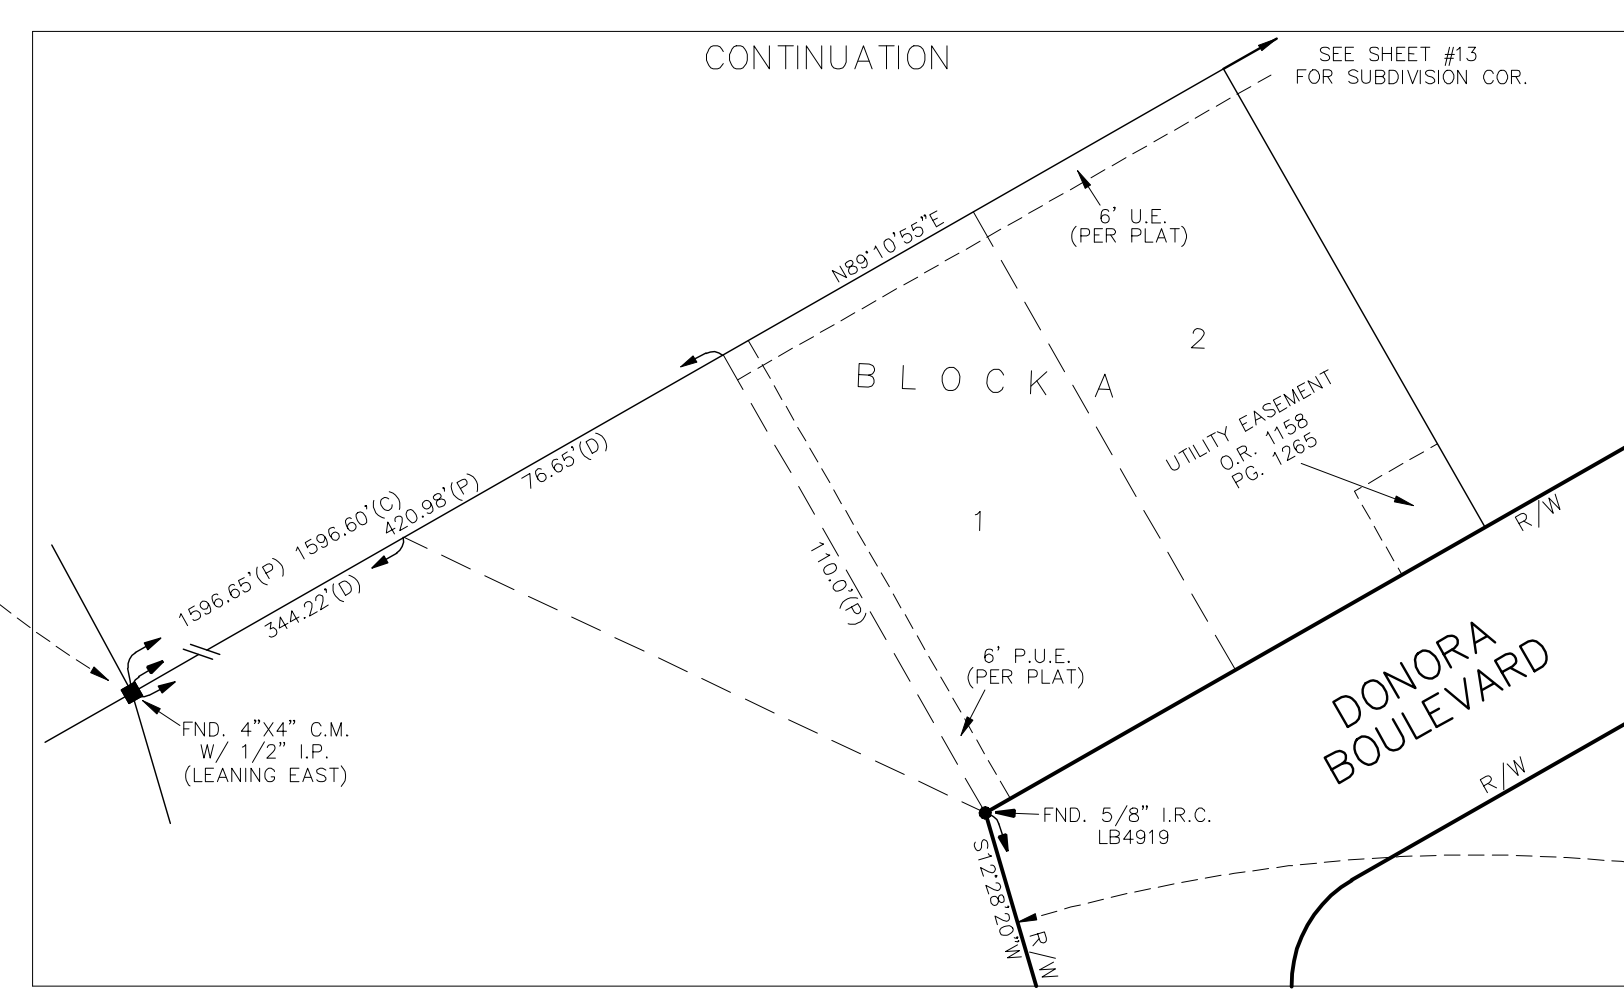 CONTINUATION
SEE SHEET #13
FOR SUBDIVISION COR.
6' U.E.
(PER PLAT)
N89°10'55"E
2
BLOCK A
UTILITY EASEMENT
O.R. 1158
PG. 1265
76.65'(D)
420.98'(P)
1596.65'(P) 1596.60'(C)
344.22'(D)
1
110.0'(P)
R/W
6' P.U.E.
(PER PLAT)
DONORA
BOULEVARD
FND. 4"X4" C.M.
W/ 1/2" I.P.
(LEANING EAST)
R/W
FND. 5/8" I.R.C.
LB4919
S12°28'20"W
R/W